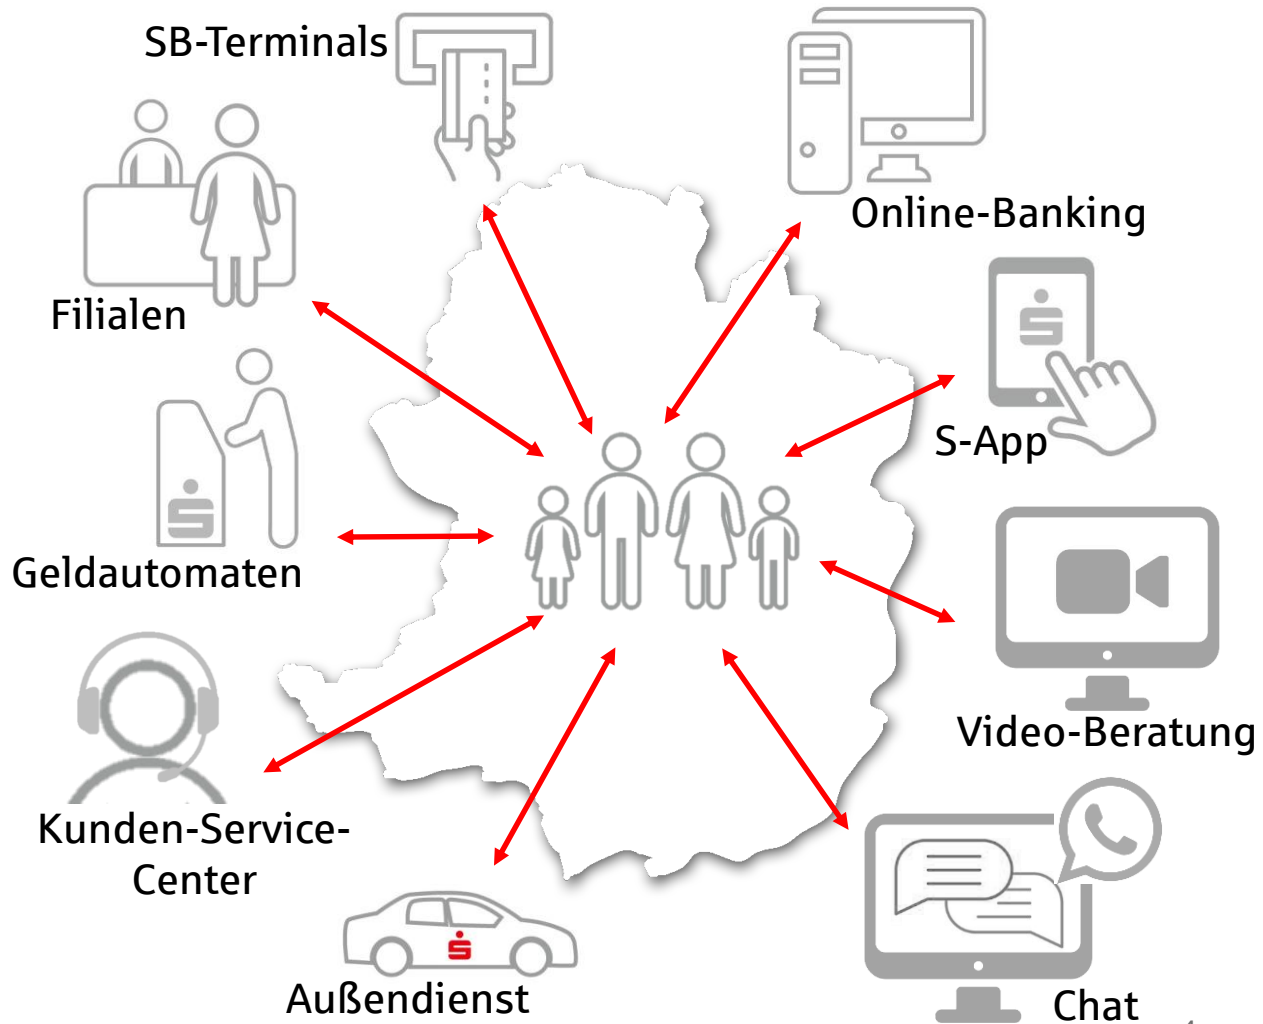 SB-Terminals
Online-Banking
Filialen
S-App
Geldautomaten
Video-Beratung
Kunden-Service-
Center
Außendienst
Chat